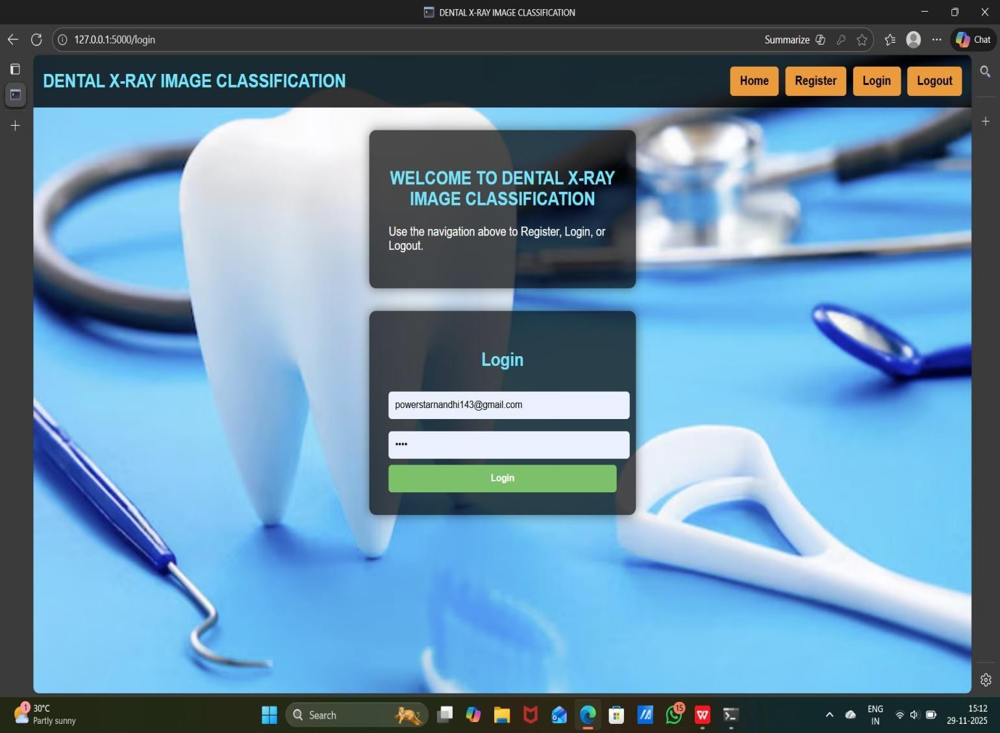 DENTAL X-RAY IMAGE CLASSIFICATION
127.0.0.1:5000/login
Summarize
Chat
DENTAL X-RAY IMAGE CLASSIFICATION
Home
Register
Login
Logout
WELCOME TO DENTAL X-RAY
IMAGE CLASSIFICATION
Use the navigation above to Register, Login, or
Logout.
Login
powerstarnandhi143@gmail.com
••••
Login
1
30°C
Partly sunny
Search
15
ENG
IN
15:12
29-11-2025